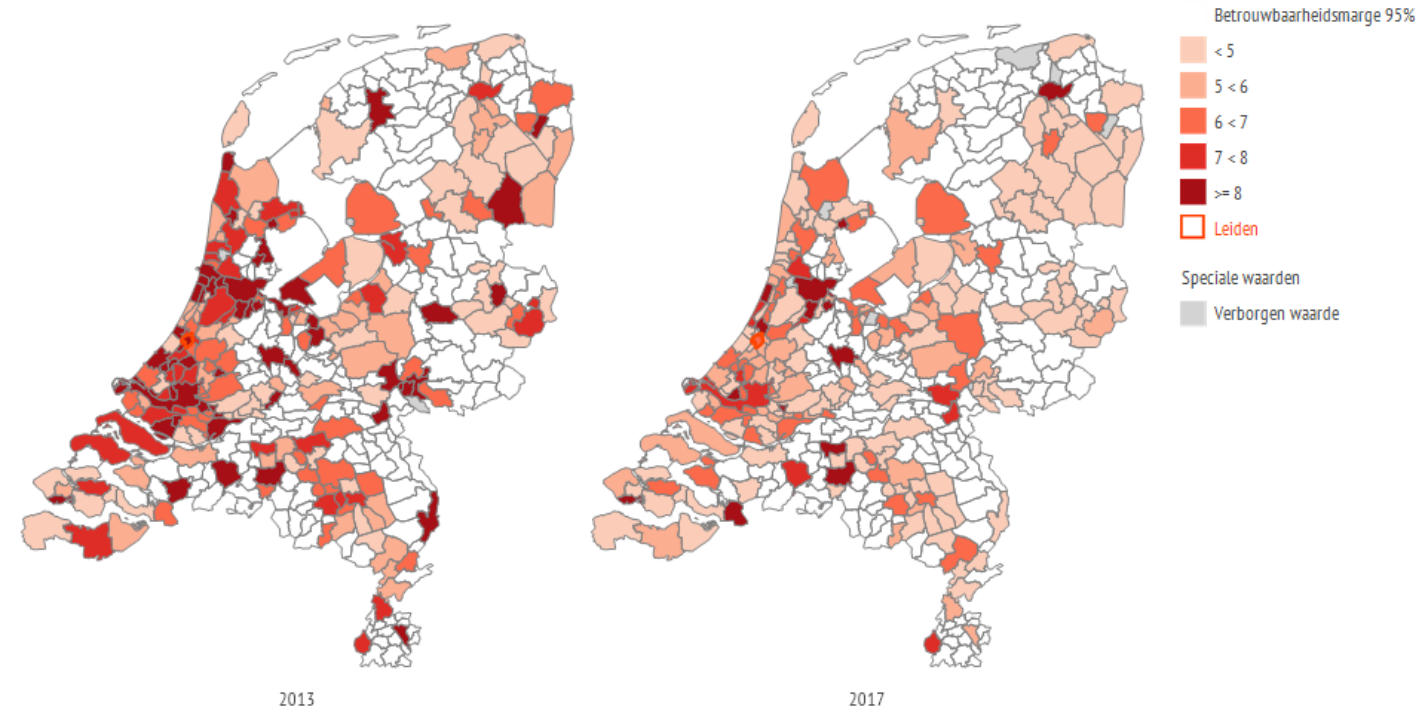 Betrouwbaarheidsmarge 95%
< 5
5 < 6
6 < 7
7 < 8
>= 8
Leiden
Speciale waarden
Verborgen waarde
2013
2017